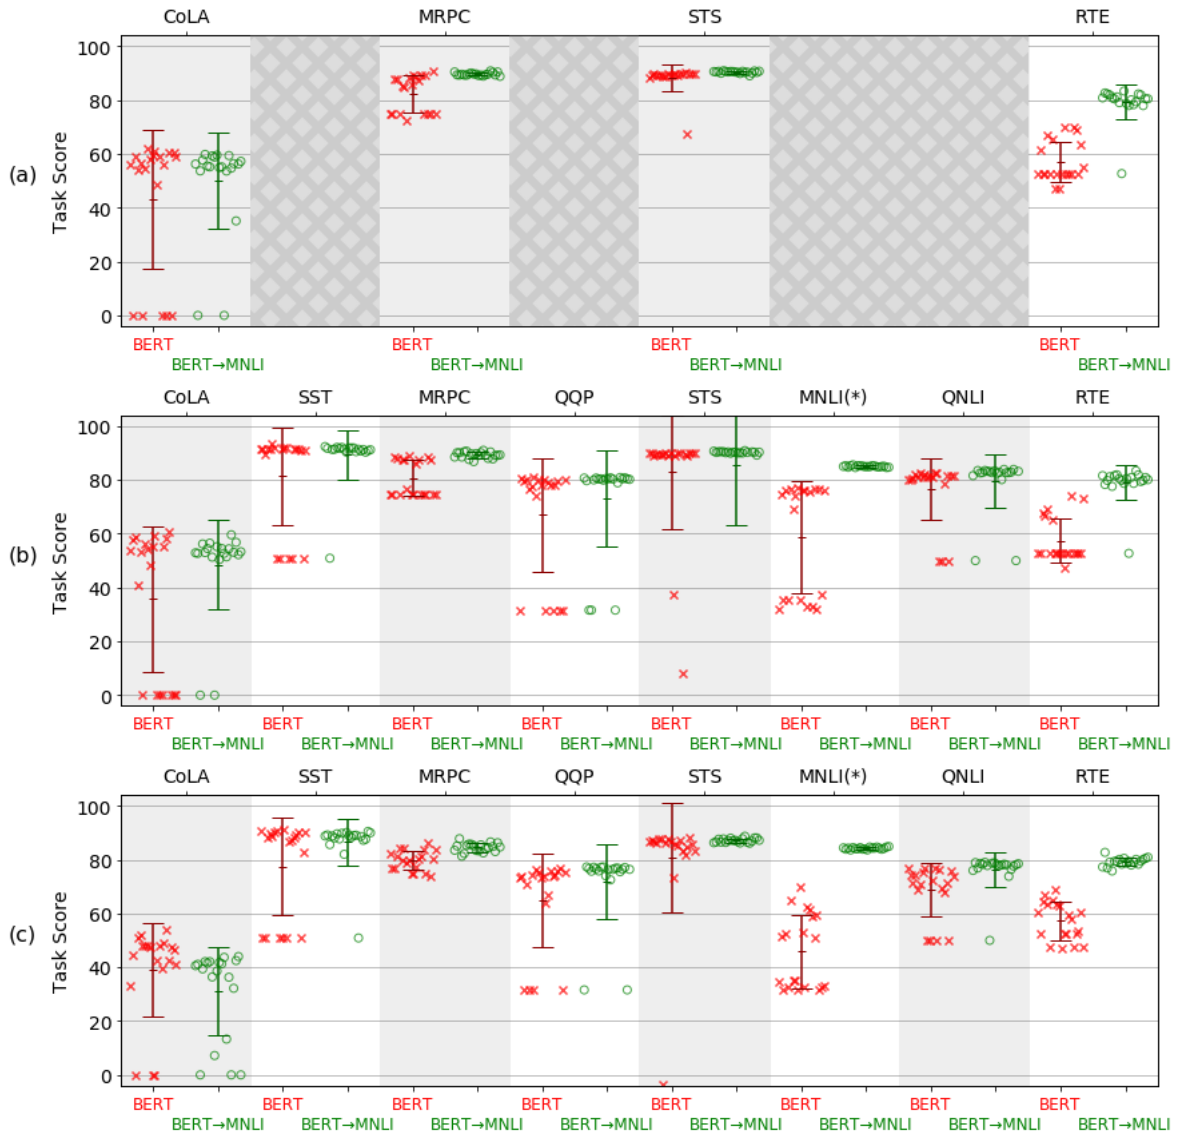 CoLA MRPC STS RTE
100
80
60
40
20
0
Task Score
(a)
BERT BERT BERT BERT
BERT→MNLI BERT→MNLI BERT→MNLI BERT→MNLI
CoLA SST MRPC QQP STS MNLI(*) QNLI RTE
100
80
60
40
20
0
Task Score
(b)
BERT BERT BERT BERT BERT BERT BERT BERT
BERT→MNLI BERT→MNLI BERT→MNLI BERT→MNLI BERT→MNLI BERT→MNLI BERT→MNLI BERT→MNLI
CoLA SST MRPC QQP STS MNLI(*) QNLI RTE
100
80
60
40
20
0
Task Score
(c)
BERT BERT BERT BERT BERT BERT BERT BERT
BERT→MNLI BERT→MNLI BERT→MNLI BERT→MNLI BERT→MNLI BERT→MNLI BERT→MNLI BERT→MNLI